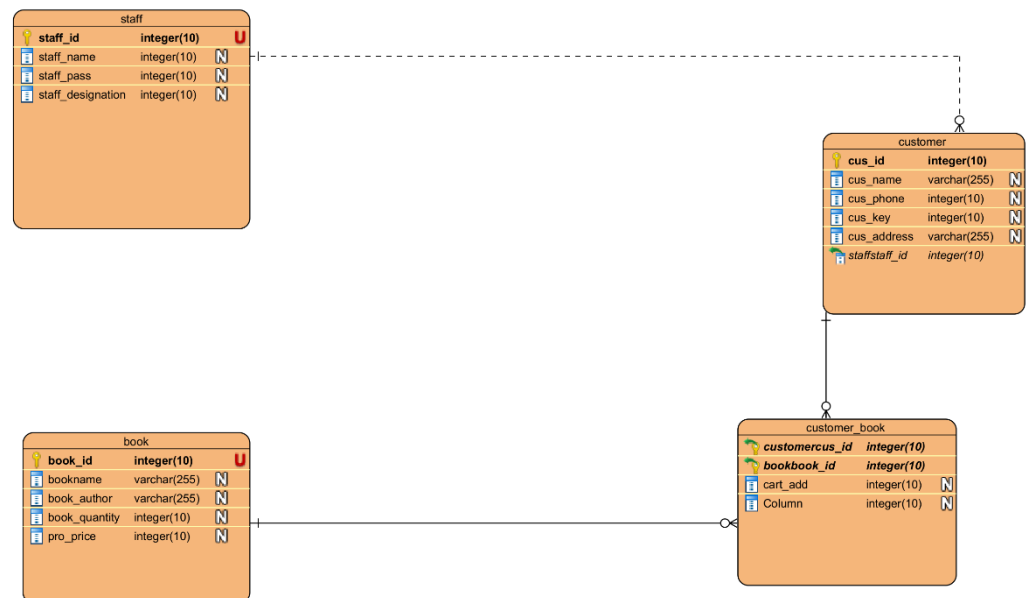 staff
staff_id integer(10) U
staff_name integer(10) N
staff_pass integer(10) N
staff_designation integer(10) N
customer
cus_id integer(10)
cus_name varchar(255) N
cus_phone integer(10) N
cus_key integer(10) N
cus_address varchar(255) N
staffstaff_id integer(10)
book
book_id integer(10) U
bookname varchar(255) N
book_author varchar(255) N
book_quantity integer(10) N
pro_price integer(10) N
customer_book
customercus_id integer(10)
bookbook_id integer(10)
cart_add integer(10) N
Column integer(10) N